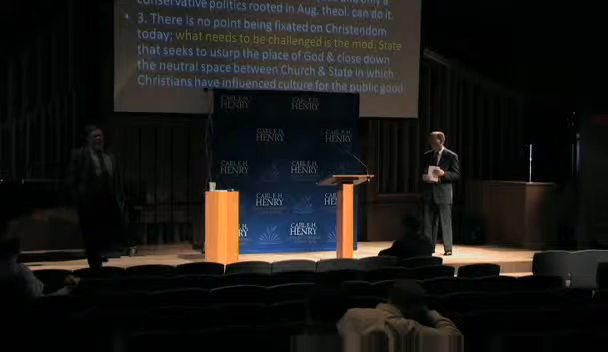 conservative politics rooted in Aug. theol. can do it.
• 3. There is no point being fixated on Christendom
today; what needs to be challenged is the mod. State
that seeks to usurp the place of God & close down
the neutral space between Church & State in which
Christians have influenced culture for the public good
CARL F. H.
HENRY
CARL F. H.
HENRY
CARL F. H.
HENRY
CARL F. H.
HENRY
CARL F. H.
HENRY
CARL F. H.
HENRY
CARL F. H.
HENRY
CARL F. H.
HENRY